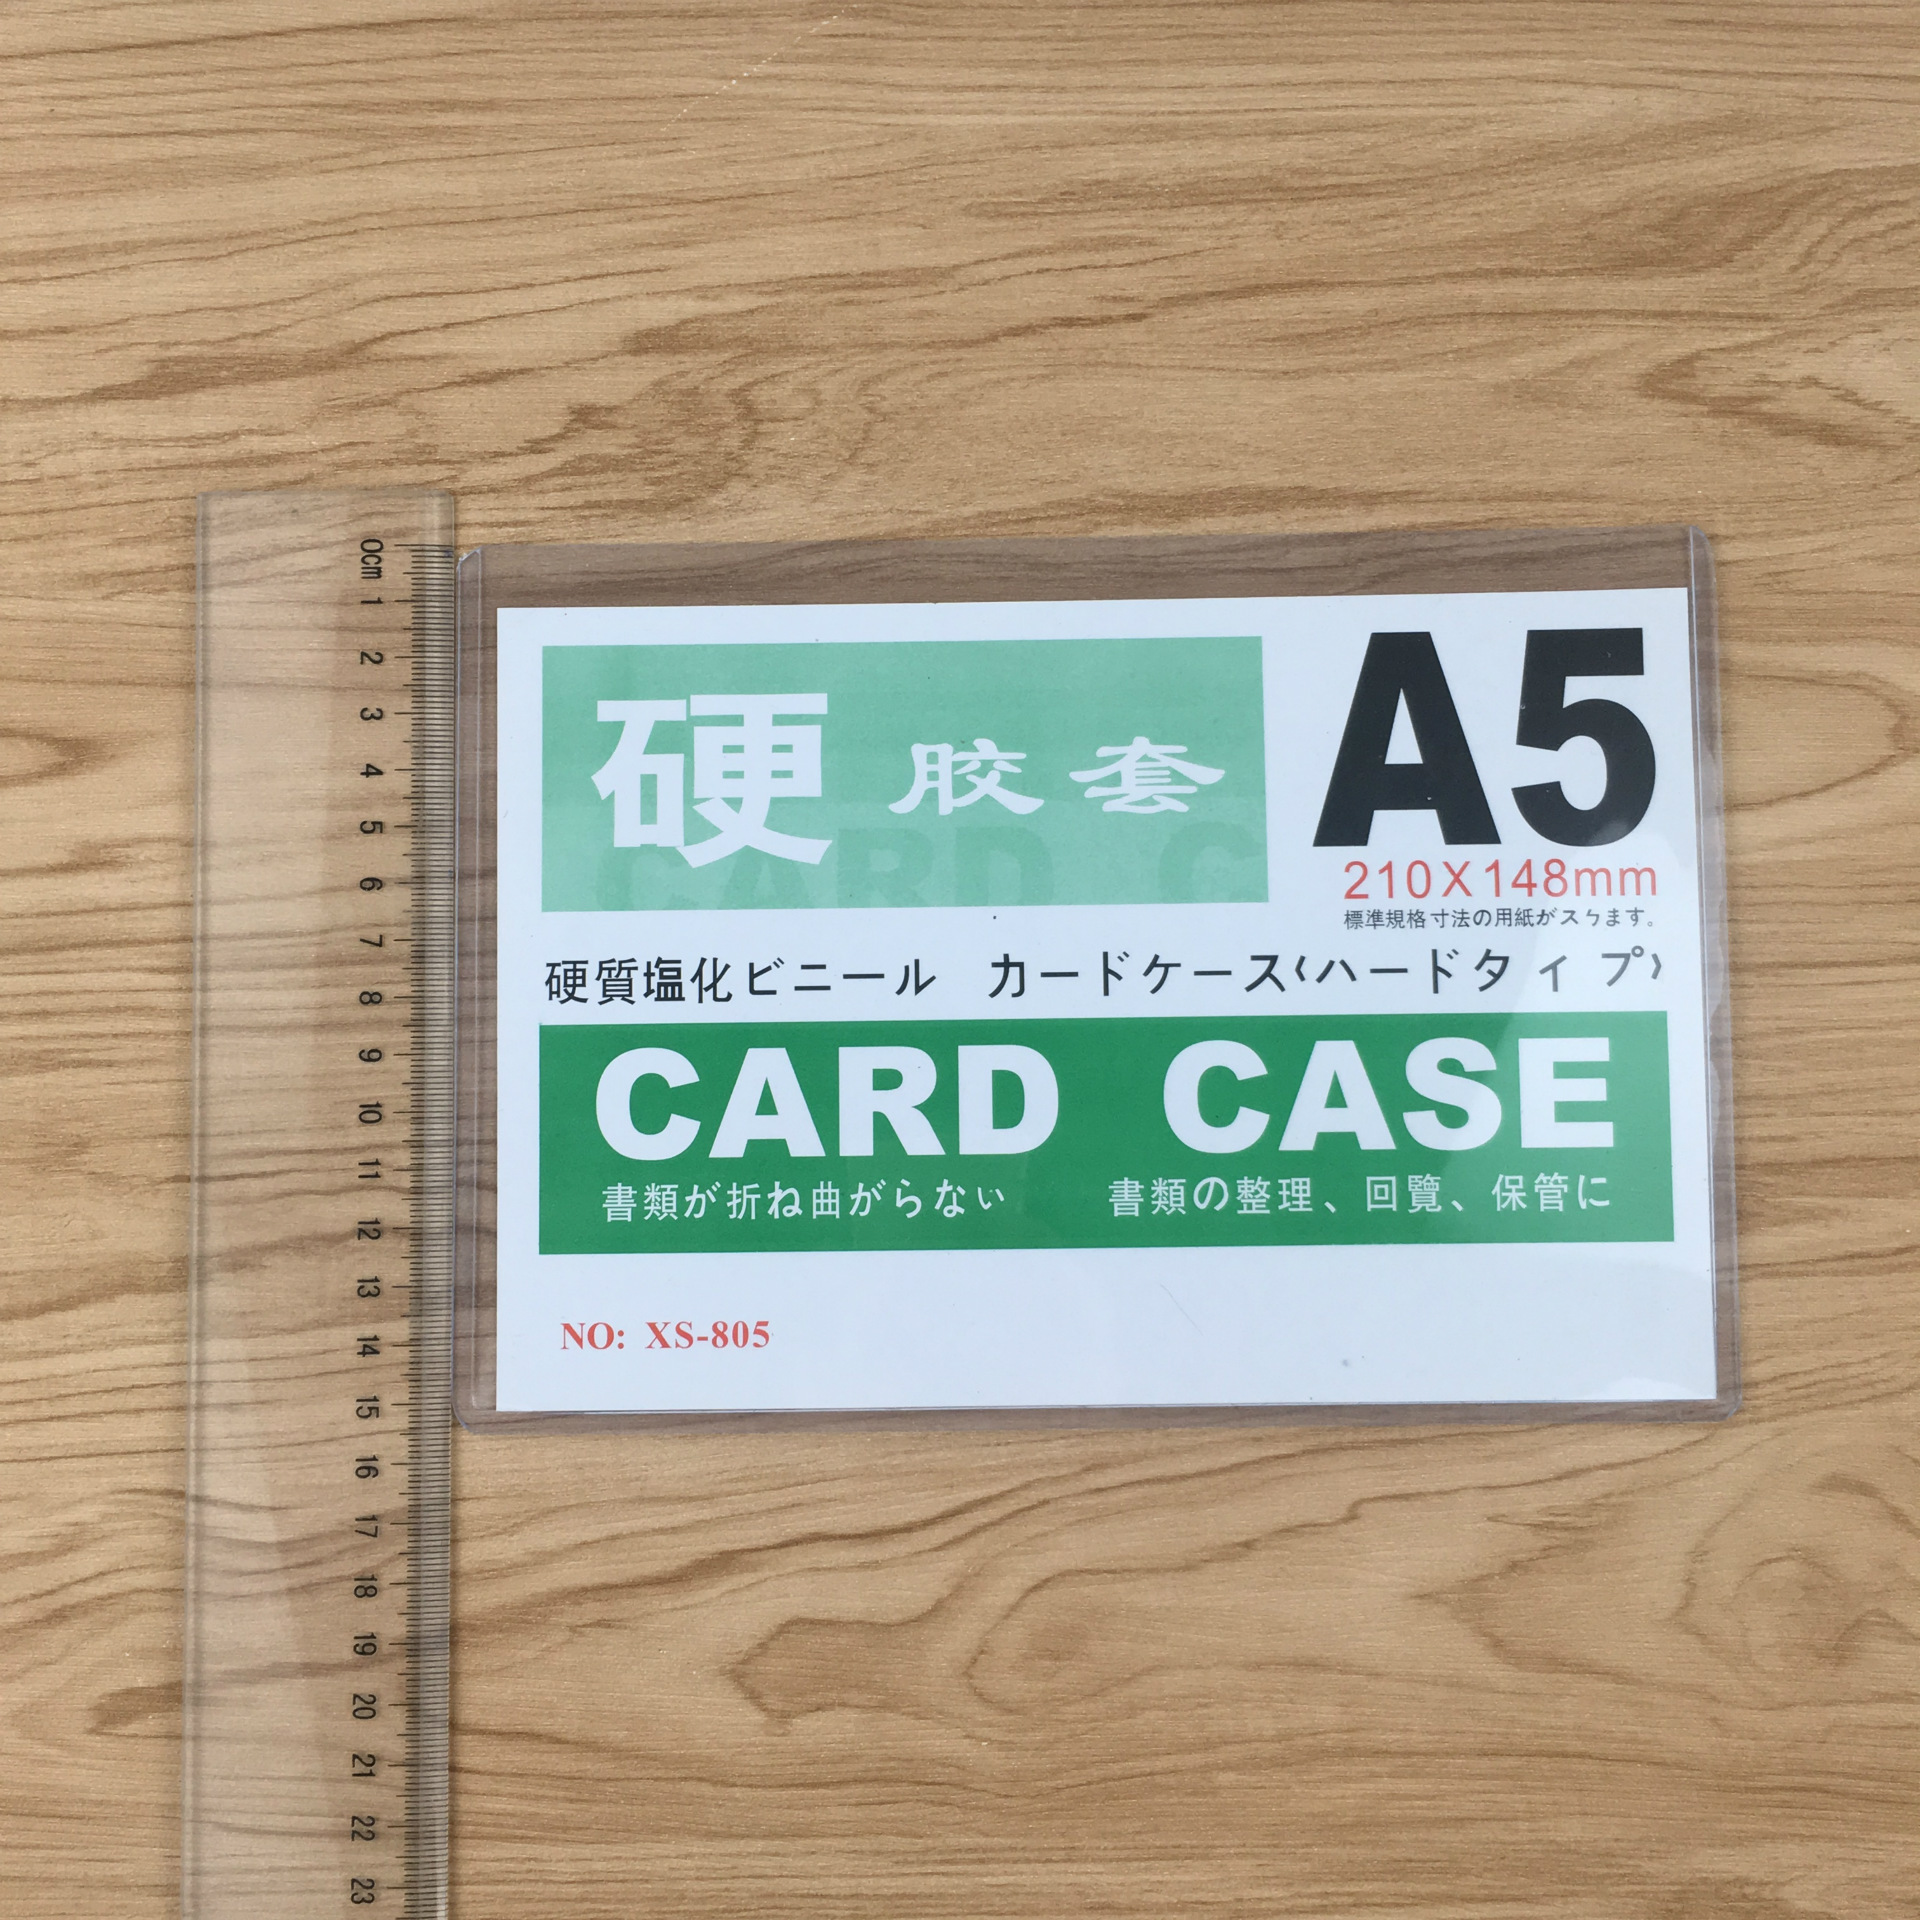 0cm
1
2
3
4
5
6
7
8
9
10
11
12
13
14
15
16
17
18
19
20
21
22
23
硬胶套
A5
210X148mm
標準規格寸法の用紙がスケます。
硬質塩化ビニール カードケース〈ハードタイプ〉
CARD CASE
書類が折ね曲がらない 書類の整理、回覽、保管に
NO: XS-805